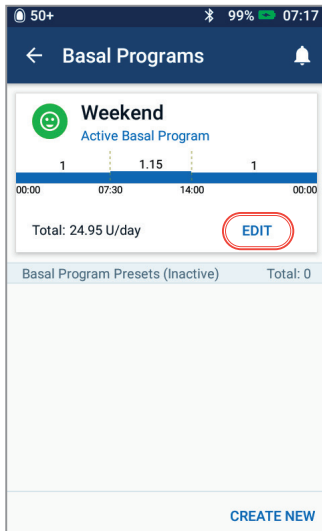 50+ 99% 07:17
Basal Programs
Weekend
Active Basal Program
1 1.15 1
00:00 07:30 14:00 00:00
Total: 24.95 U/day EDIT
Basal Program Presets (Inactive) Total: 0
CREATE NEW